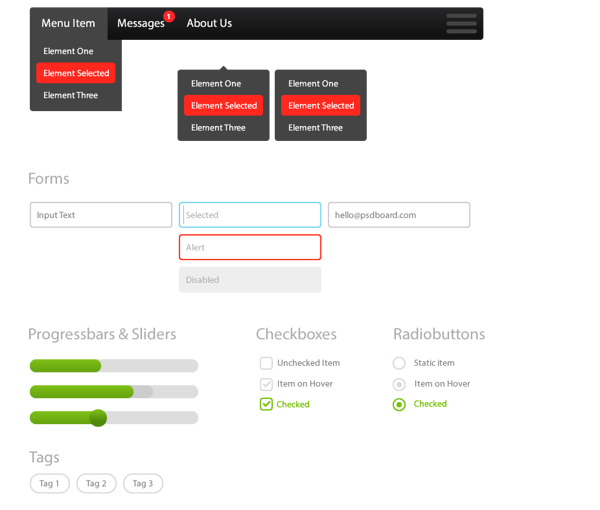 Menu Item Messages 1 About Us
Element One
Element Selected
Element Three
Element One
Element Selected
Element Three
Element One
Element Selected
Element Three
Forms
Input Text
Selected
hello@psdboard.com
Alert
Disabled
Progressbars & Sliders
Checkboxes
Unchecked Item
Item on Hover
Checked
Radiobuttons
Static item
Item on Hover
Checked
Tags
Tag 1
Tag 2
Tag 3